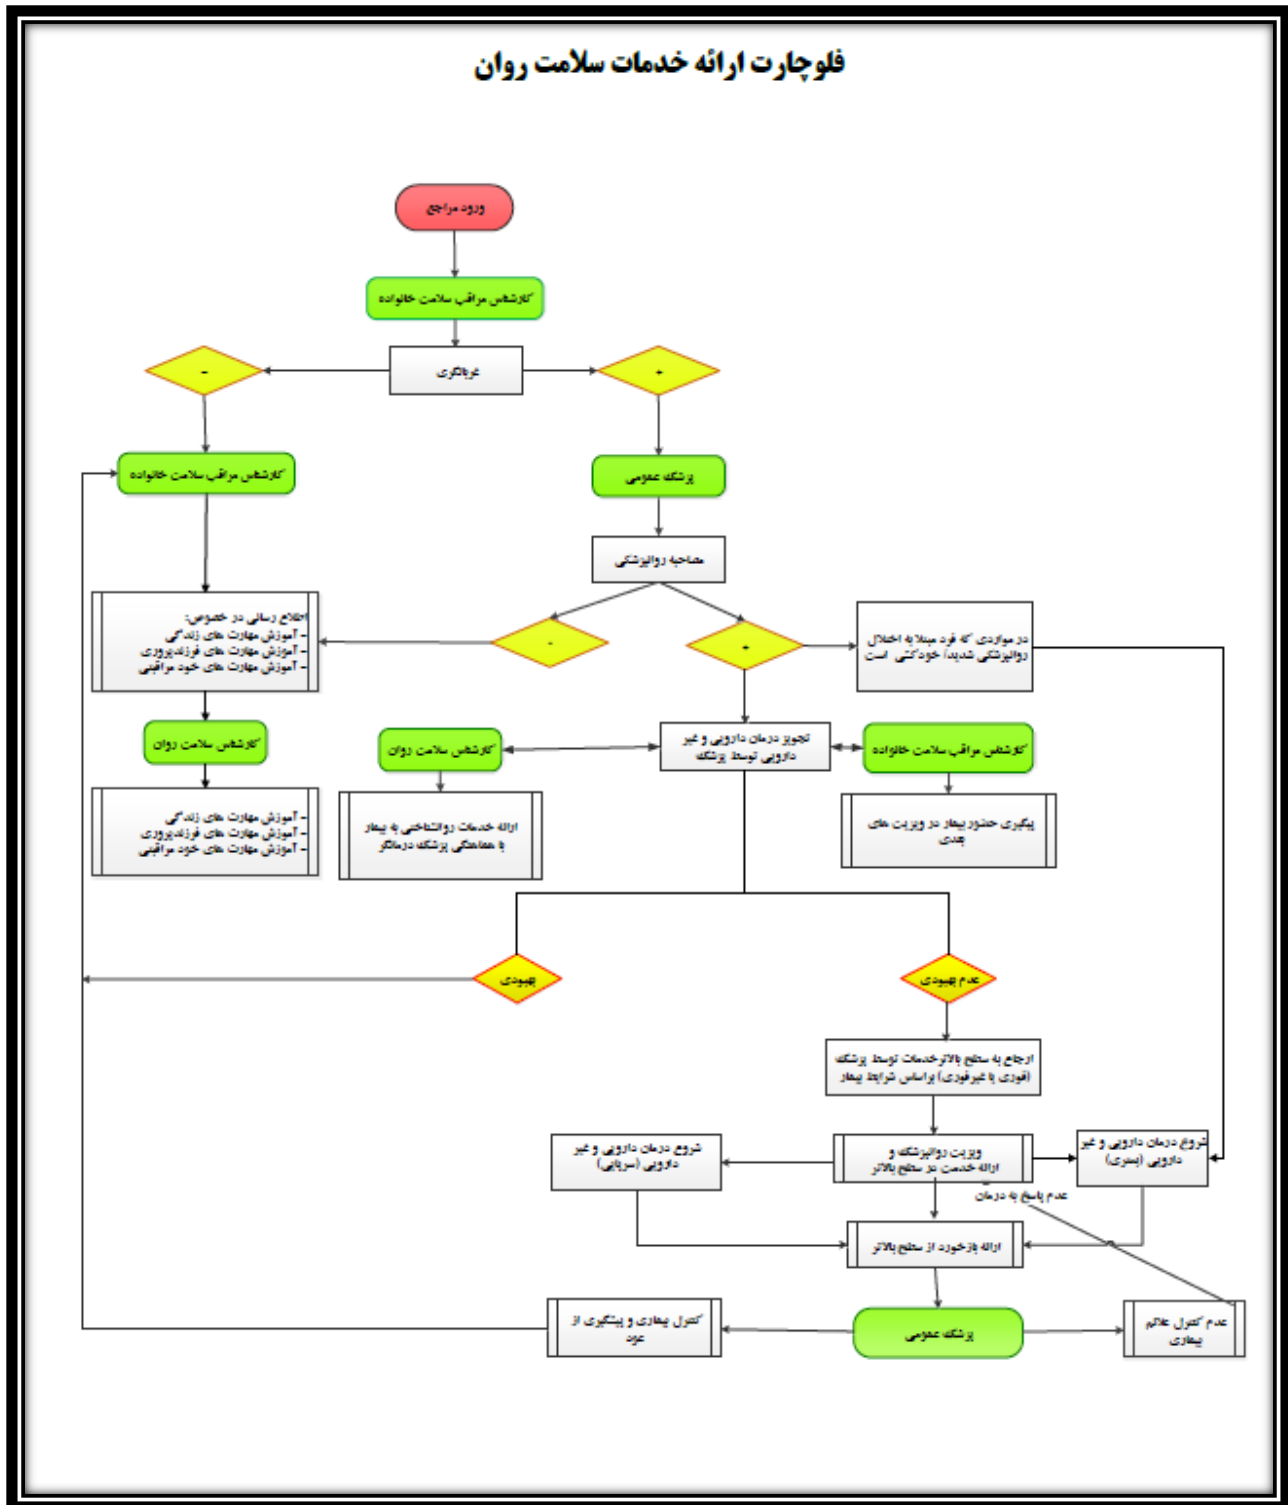 فلوچارت ارائه خدمات سلامت روان
ورود مراجع
کارشناس مراقب سلامت خانواده
غربالگری
-
+
کارشناس مراقب سلامت خانواده
پزشک عمومی
مصاحبه روانپزشکی
اطلاع رسانی در خصوص:
- آموزش مهارت های زندگی
- آموزش مهارت های فرزندپروری
- آموزش مهارت های خود مراقبتی
-
+
در مواردی که فرد مبتلا به اختلال
روانپزشکی شدید/ خودکشی است
کارشناس سلامت روان
کارشناس سلامت روان
تجویز درمان دارویی و غیر
دارویی توسط پزشک
کارشناس مراقب سلامت خانواده
- آموزش مهارت های زندگی
- آموزش مهارت های فرزندپروری
- آموزش مهارت های خود مراقبتی
ارائه خدمات روانشناختی به بیمار
با هماهنگی پزشک درمانگر
پیگیری حضور بیمار در ویزیت های
بعدی
بهبودی
عدم بهبودی
ارجاع به سطح بالاتر خدمات توسط پزشک
(فوری یا غیرفوری) براساس شرایط بیمار
شروع درمان دارویی و غیر
دارویی (سرپایی)
ویزیت روانپزشک و
ارائه خدمت در سطح بالاتر
شروع درمان دارویی و غیر
دارویی (بستری)
عدم پاسخ به درمان
ارائه بازخورد از سطح بالاتر
کنترل بیماری و پیشگیری از
عود
پزشک عمومی
عدم کنترل علائم
بیماری